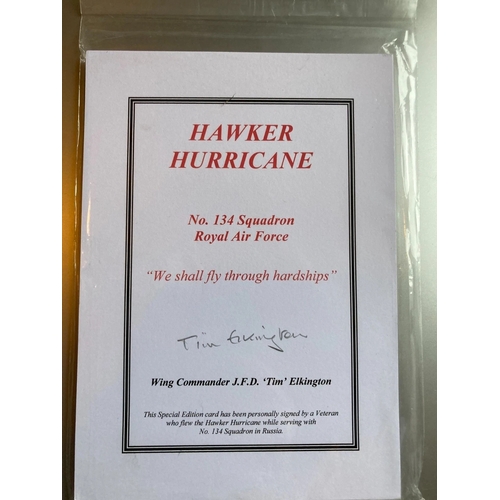 HAWKER
HURRICANE
No. 134 Squadron
Royal Air Force
"We shall fly through hardships"
Tim Elkington
Wing Commander J.F.D. ‘Tim’ Elkington
This Special Edition card has been personally signed by a Veteran
who flew the Hawker Hurricane while serving with
No. 134 Squadron in Russia.